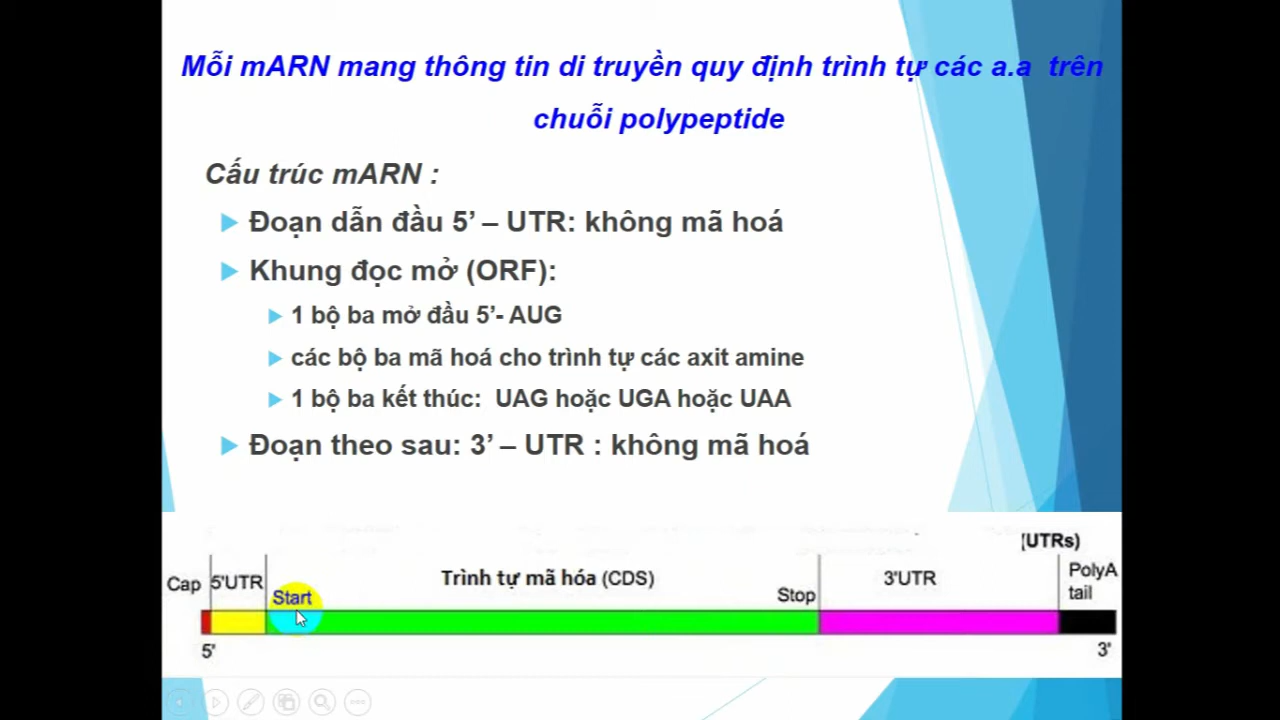 Mỗi mARN mang thông tin di truyền quy định trình tự các a.a trên
chuỗi polypeptide
Cấu trúc mARN :
Đoạn dẫn đầu 5’ – UTR: không mã hoá
Khung đọc mở (ORF):
1 bộ ba mở đầu 5’- AUG
các bộ ba mã hoá cho trình tự các axit amine
1 bộ ba kết thúc: UAG hoặc UGA hoặc UAA
Đoạn theo sau: 3’ – UTR : không mã hoá
(UTRs)
Cap 5'UTR Start Trình tự mã hóa (CDS) Stop 3'UTR PolyA
tail
5' 3'